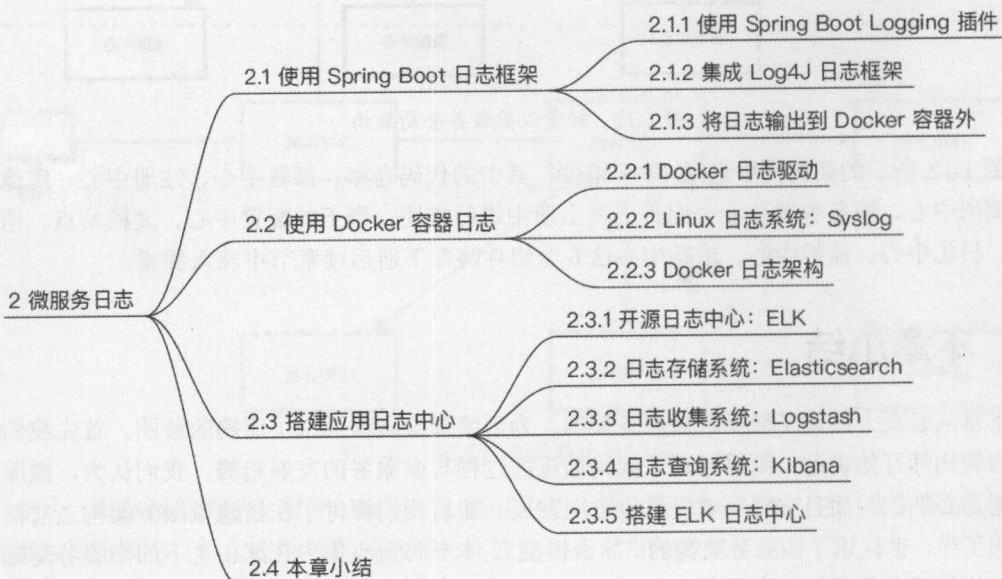 2 微服务日志
2.1 使用 Spring Boot 日志框架
2.1.1 使用 Spring Boot Logging 插件
2.1.2 集成 Log4J 日志框架
2.1.3 将日志输出到 Docker 容器外
2.2 使用 Docker 容器日志
2.2.1 Docker 日志驱动
2.2.2 Linux 日志系统：Syslog
2.2.3 Docker 日志架构
2.3 搭建应用日志中心
2.3.1 开源日志中心：ELK
2.3.2 日志存储系统：Elasticsearch
2.3.3 日志收集系统：Logstash
2.3.4 日志查询系统：Kibana
2.3.5 搭建 ELK 日志中心
2.4 本章小结